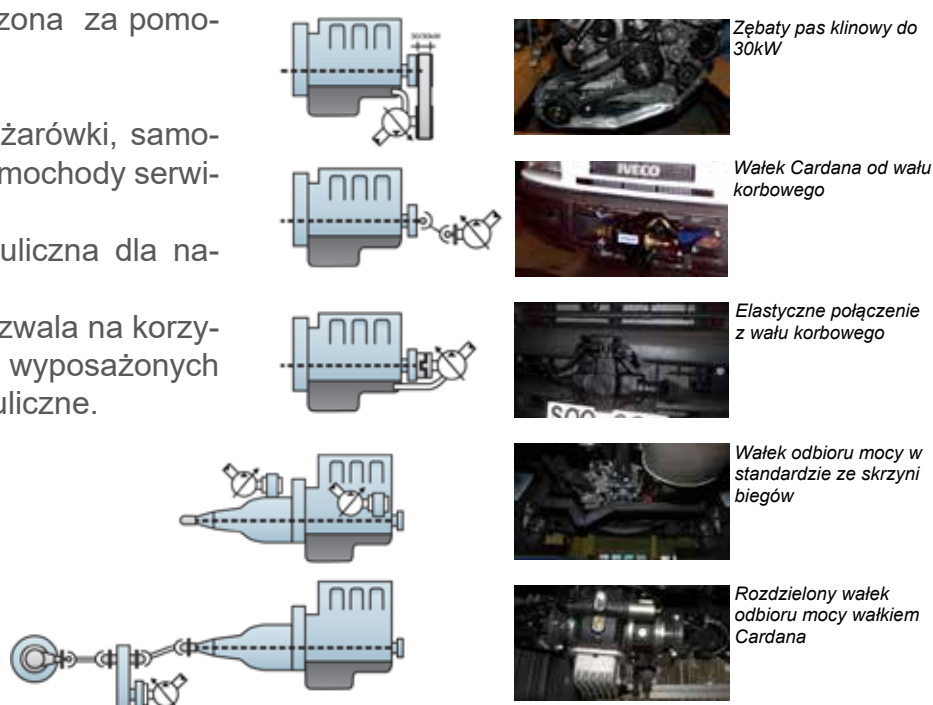 zona za pomo-
żarówki, samo-
mochody serwi-
uliczna dla na-
zwala na korzy-
wyposażonych
uliczne.
30/30kW
Zębaty pas klinowy do
30kW
IVECO
Wałek Cardana od wału
korbowego
Elastyczne połączenie
z wału korbowego
Wałek odbioru mocy w
standardzie ze skrzyni
biegów
Rozdzielony wałek
odbioru mocy wałkiem
Cardana